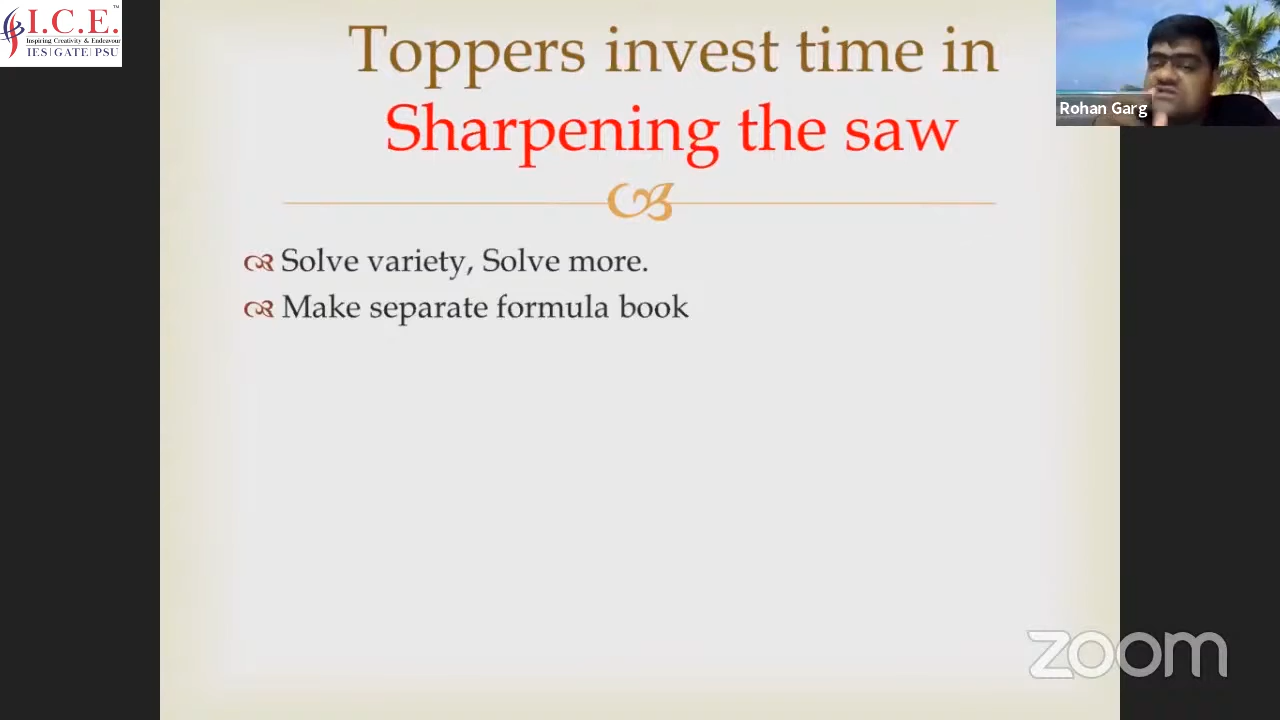 I.C.E.™
Inspiring Creativity & Endeavour
IES|GATE|PSU
Toppers invest time in
Sharpening the saw
Rohan Garg
Solve variety, Solve more.
Make separate formula book
zoom